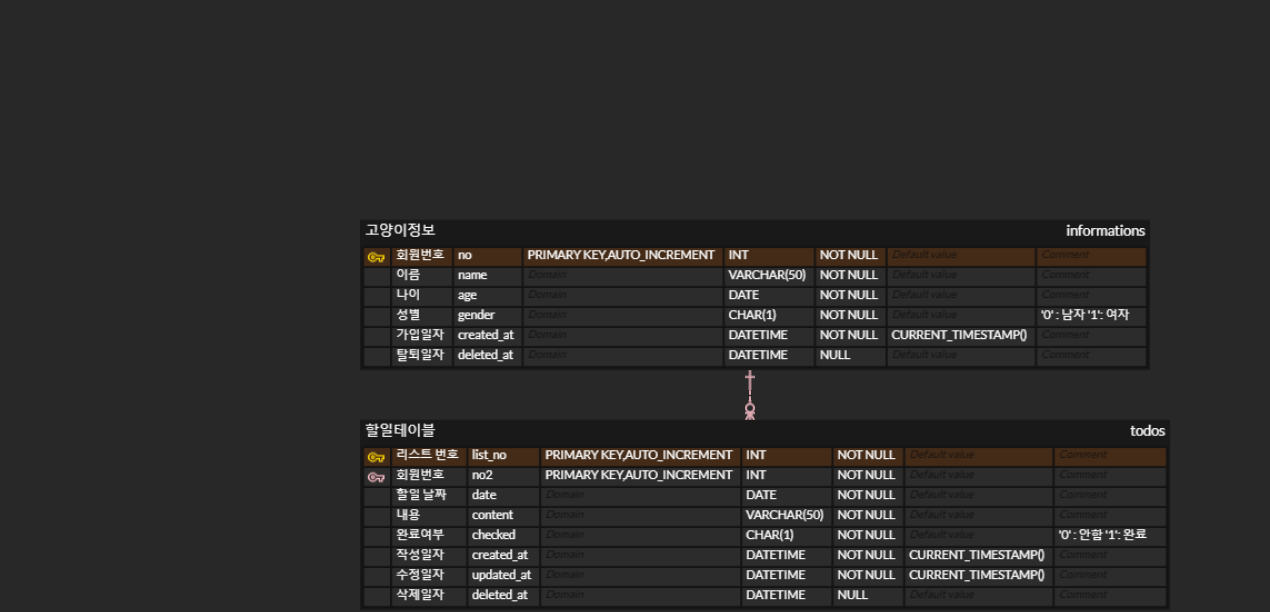 고양이정보 informations
회원번호 no PRIMARY KEY,AUTO_INCREMENT INT NOT NULL Default value Comment
이름 name Domain VARCHAR(50) NOT NULL Default value Comment
나이 age Domain DATE NOT NULL Default value Comment
성별 gender Domain CHAR(1) NOT NULL Default value '0' : 남자 '1': 여자
가입일자 created_at Domain DATETIME NOT NULL CURRENT_TIMESTAMP() Comment
탈퇴일자 deleted_at Domain DATETIME NULL Default value Comment
할일테이블 todos
리스트 번호 list_no PRIMARY KEY,AUTO_INCREMENT INT NOT NULL Default value Comment
회원번호 no2 PRIMARY KEY,AUTO_INCREMENT INT NOT NULL Default value Comment
할일 날짜 date Domain DATE NOT NULL Default value Comment
내용 content Domain VARCHAR(50) NOT NULL Default value Comment
완료여부 checked Domain CHAR(1) NOT NULL Default value '0' : 안함 '1': 완료
작성일자 created_at Domain DATETIME NOT NULL CURRENT_TIMESTAMP() Comment
수정일자 updated_at Domain DATETIME NOT NULL CURRENT_TIMESTAMP() Comment
삭제일자 deleted_at Domain DATETIME NULL Default value Comment